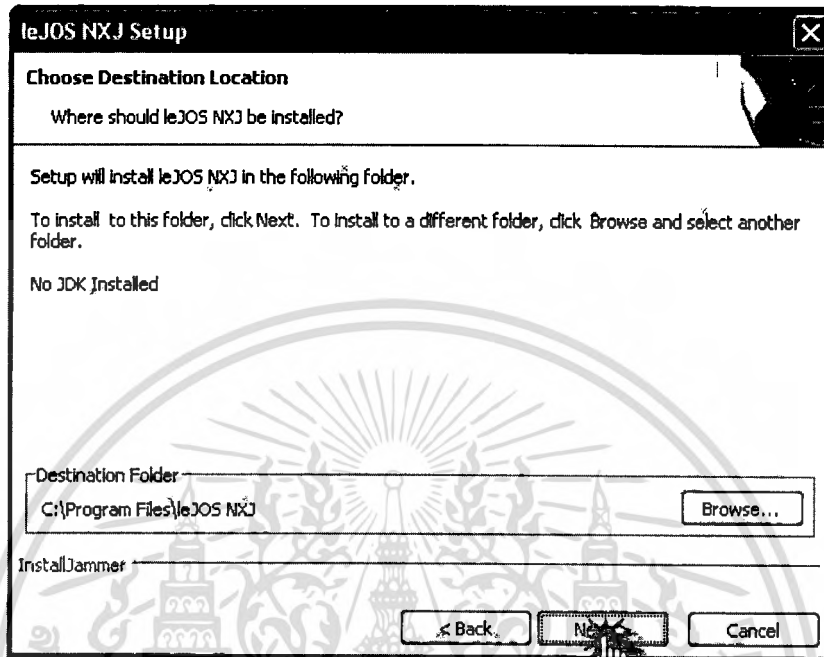 leJOS NXJ Setup
Choose Destination Location
Where should leJOS NXJ be installed?
Setup will install leJOS NXJ in the following folder.
To install to this folder, click Next. To install to a different folder, click Browse and select another
folder.
No JDK Installed
Destination Folder
C:\Program Files\leJOS NXJ
Browse...
InstallJammer
< Back
Cancel